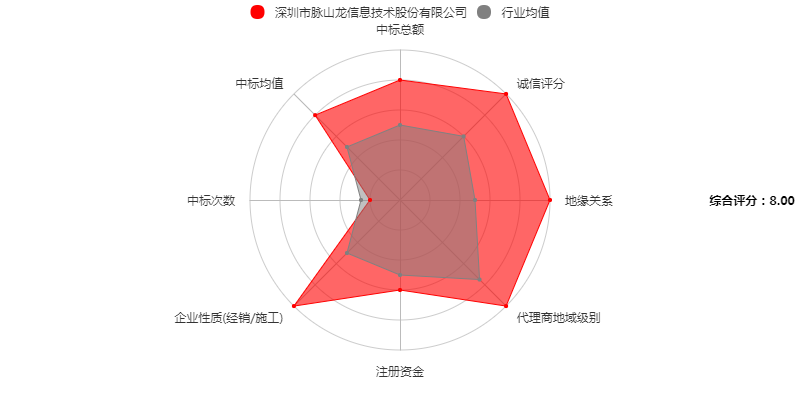 深圳市脉山龙信息技术股份有限公司 行业均值
中标总额
中标均值 诚信评分
中标次数 地缘关系 综合评分：8.00
企业性质(经销/施工) 代理商地域级别
注册资金